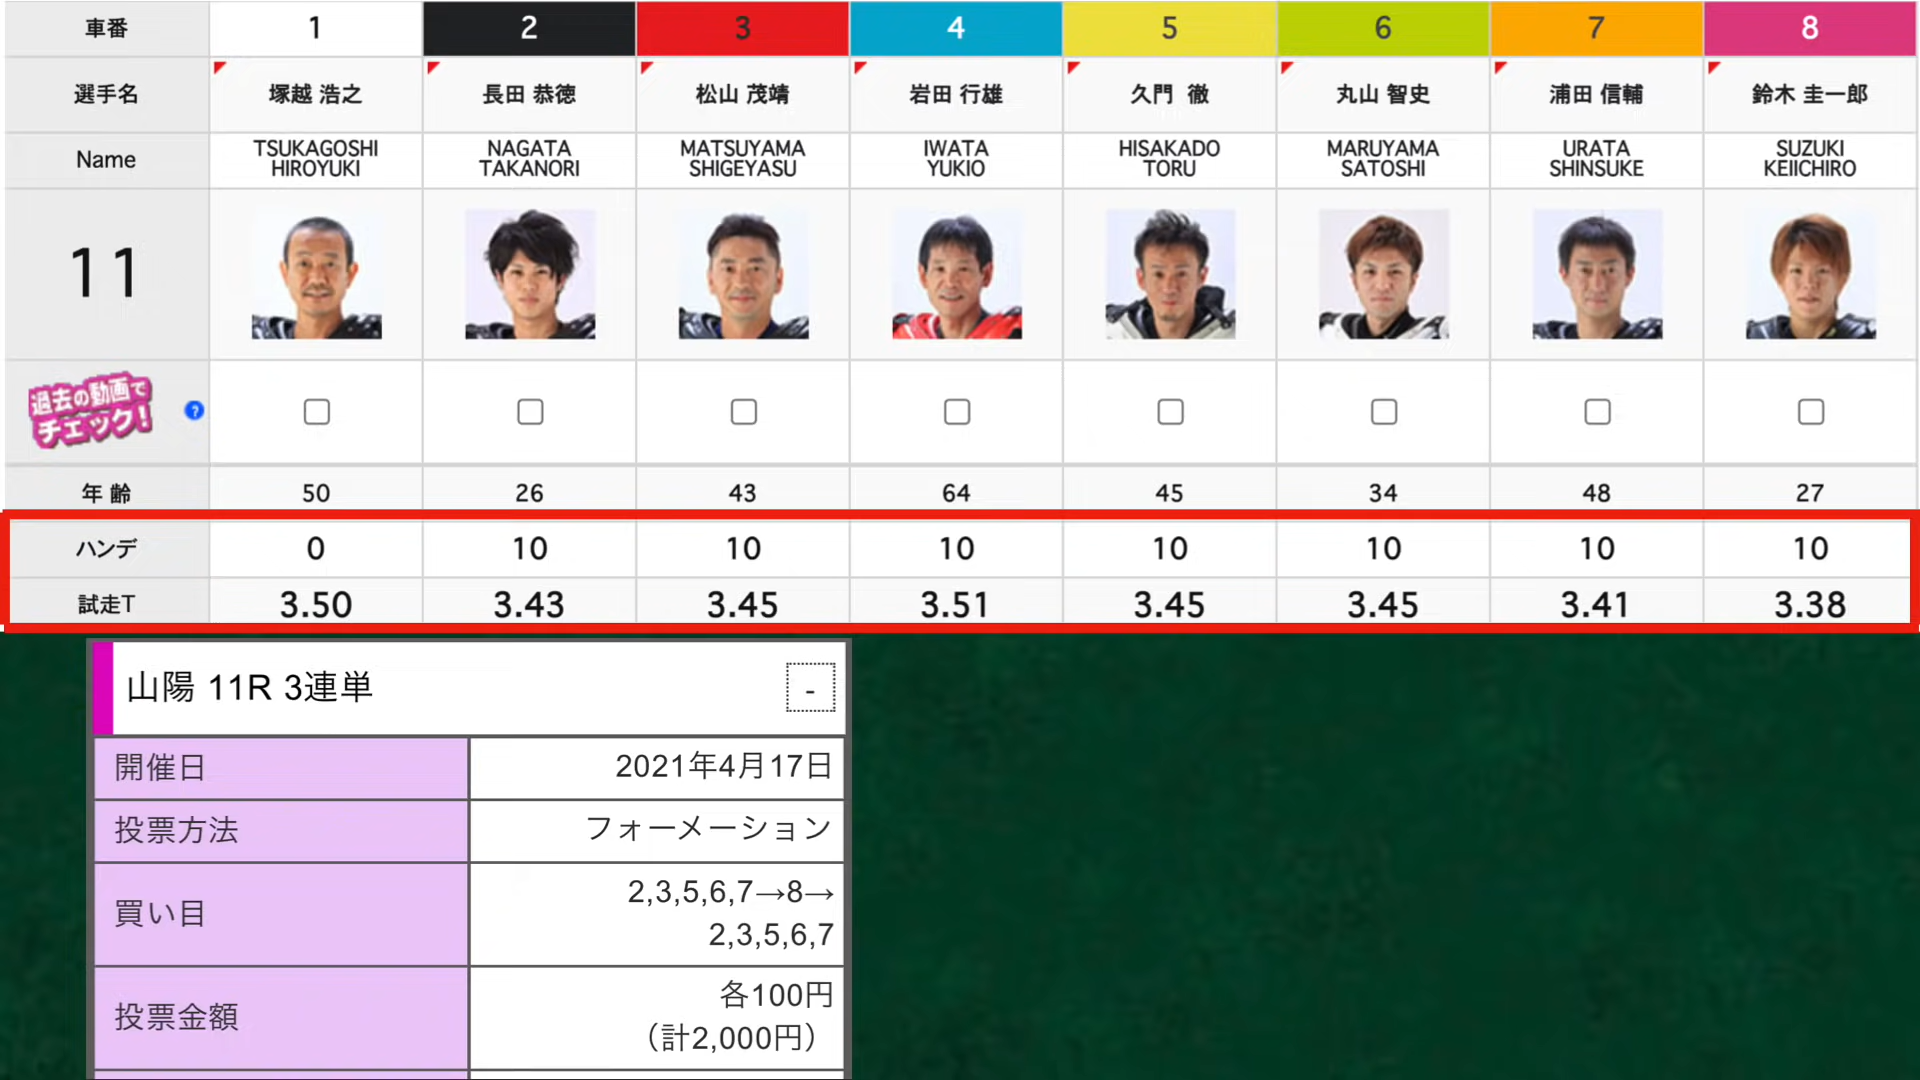 車番 1 2 3 4 5 6 7 8
選手名 塚越 浩之 長田 恭徳 松山 茂靖 岩田 行雄 久門 徹 丸山 智史 浦田 信輔 鈴木 圭一郎
Name TSUKAGOSHI HIROYUKI NAGATA TAKANORI MATSUYAMA SHIGEYASU IWATA YUKIO HISAKADO TORU MARUYAMA SATOSHI URATA SHINSUKE SUZUKI KEIICHIRO
11
過去の動画で
チェック！ ?
年齢 50 26 43 64 45 34 48 27
ハンデ 0 10 10 10 10 10 10 10
試走T 3.50 3.43 3.45 3.51 3.45 3.45 3.41 3.38
山陽 11R 3連単 -
開催日 2021年4月17日
投票方法 フォーメーション
買い目 2,3,5,6,7→8→
2,3,5,6,7
投票金額 各100円
（計2,000円）